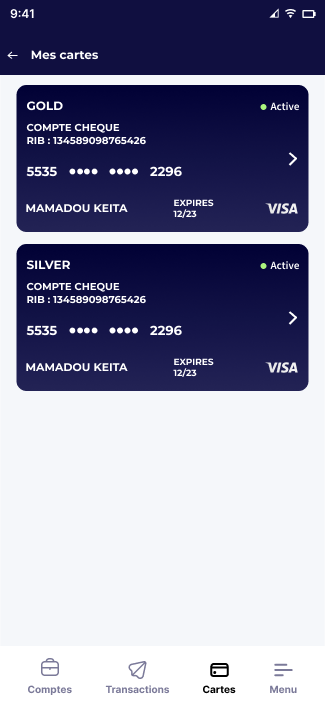 9:41
Mes cartes
GOLD
Active
COMPTE CHEQUE
RIB : 134589098765426
5535 •••• •••• 2296
MAMADOU KEITA
EXPIRES
12/23
VISA
SILVER
Active
COMPTE CHEQUE
RIB : 134589098765426
5535 •••• •••• 2296
MAMADOU KEITA
EXPIRES
12/23
VISA
Comptes
Transactions
Cartes
Menu